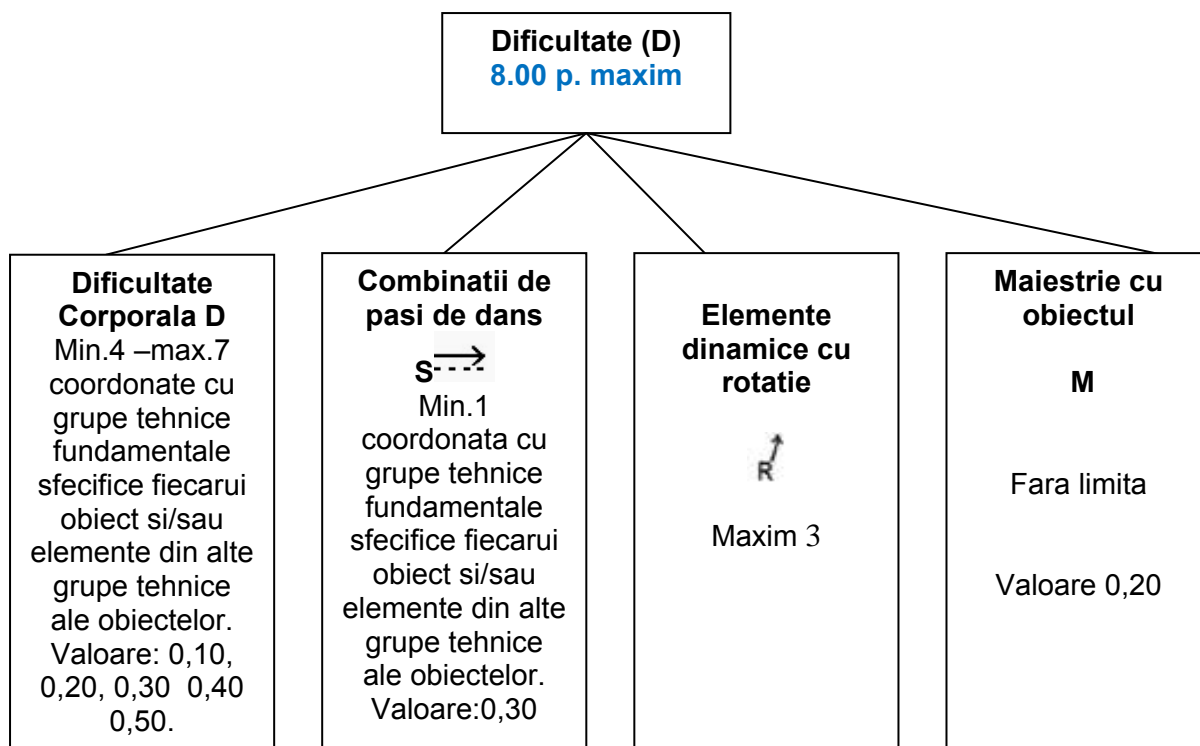 Dificultate (D)
8.00 p. maxim
Dificultate
Corporala D
Min.4 –max.7
coordonate cu
grupe tehnice
fundamentale
sfecifice fiecarui
obiect si/sau
elemente din alte
grupe tehnice
ale obiectelor.
Valoare: 0,10,
0,20, 0,30 0,40
0,50.
Combinatii de
pasi de dans
S
Min.1
coordonata cu
grupe tehnice
fundamentale
sfecifice fiecarui
obiect si/sau
elemente din alte
grupe tehnice
ale obiectelor.
Valoare:0,30
Elemente
dinamice cu
rotatie
R
Maxim 3
Maiestrie cu
obiectul
M
Fara limita
Valoare 0,20